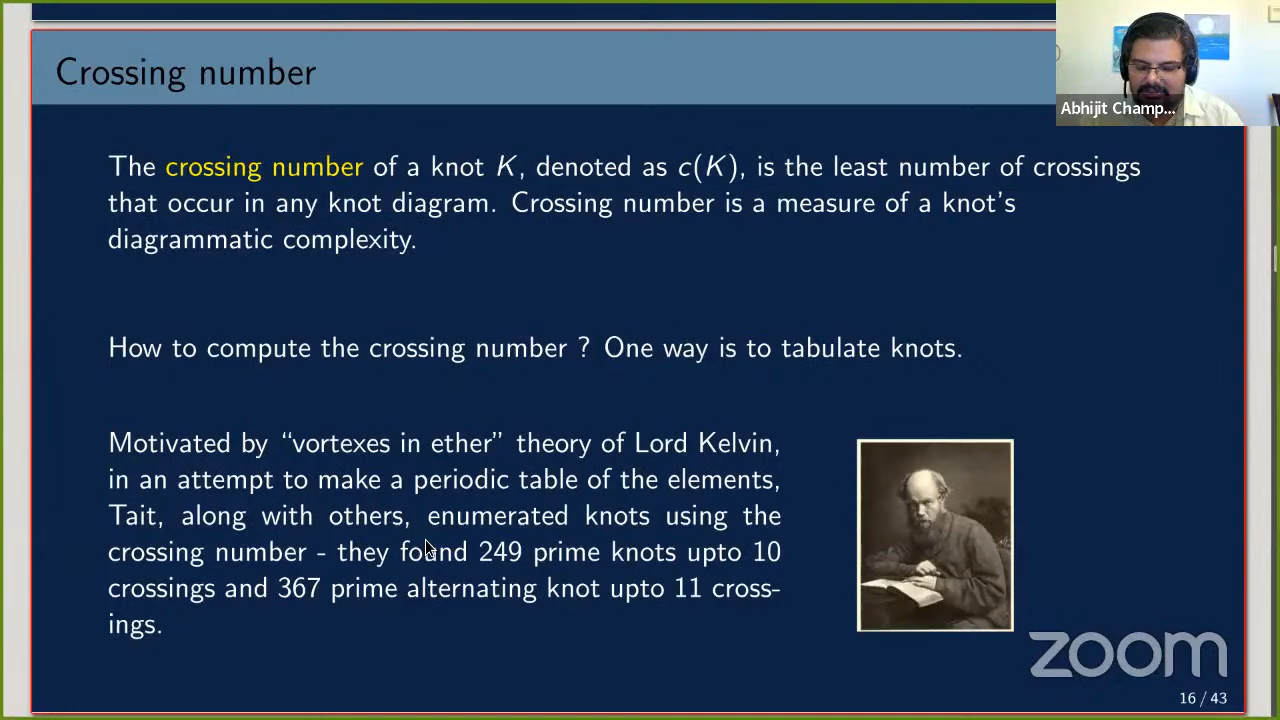 Crossing number
Abhijit Champ...
The crossing number of a knot K, denoted as c(K), is the least number of crossings
that occur in any knot diagram. Crossing number is a measure of a knot's
diagrammatic complexity.
How to compute the crossing number ? One way is to tabulate knots.
Motivated by “vortexes in ether” theory of Lord Kelvin,
in an attempt to make a periodic table of the elements,
Tait, along with others, enumerated knots using the
crossing number - they found 249 prime knots upto 10
crossings and 367 prime alternating knot upto 11 cross-
ings.
zoom
16 / 43